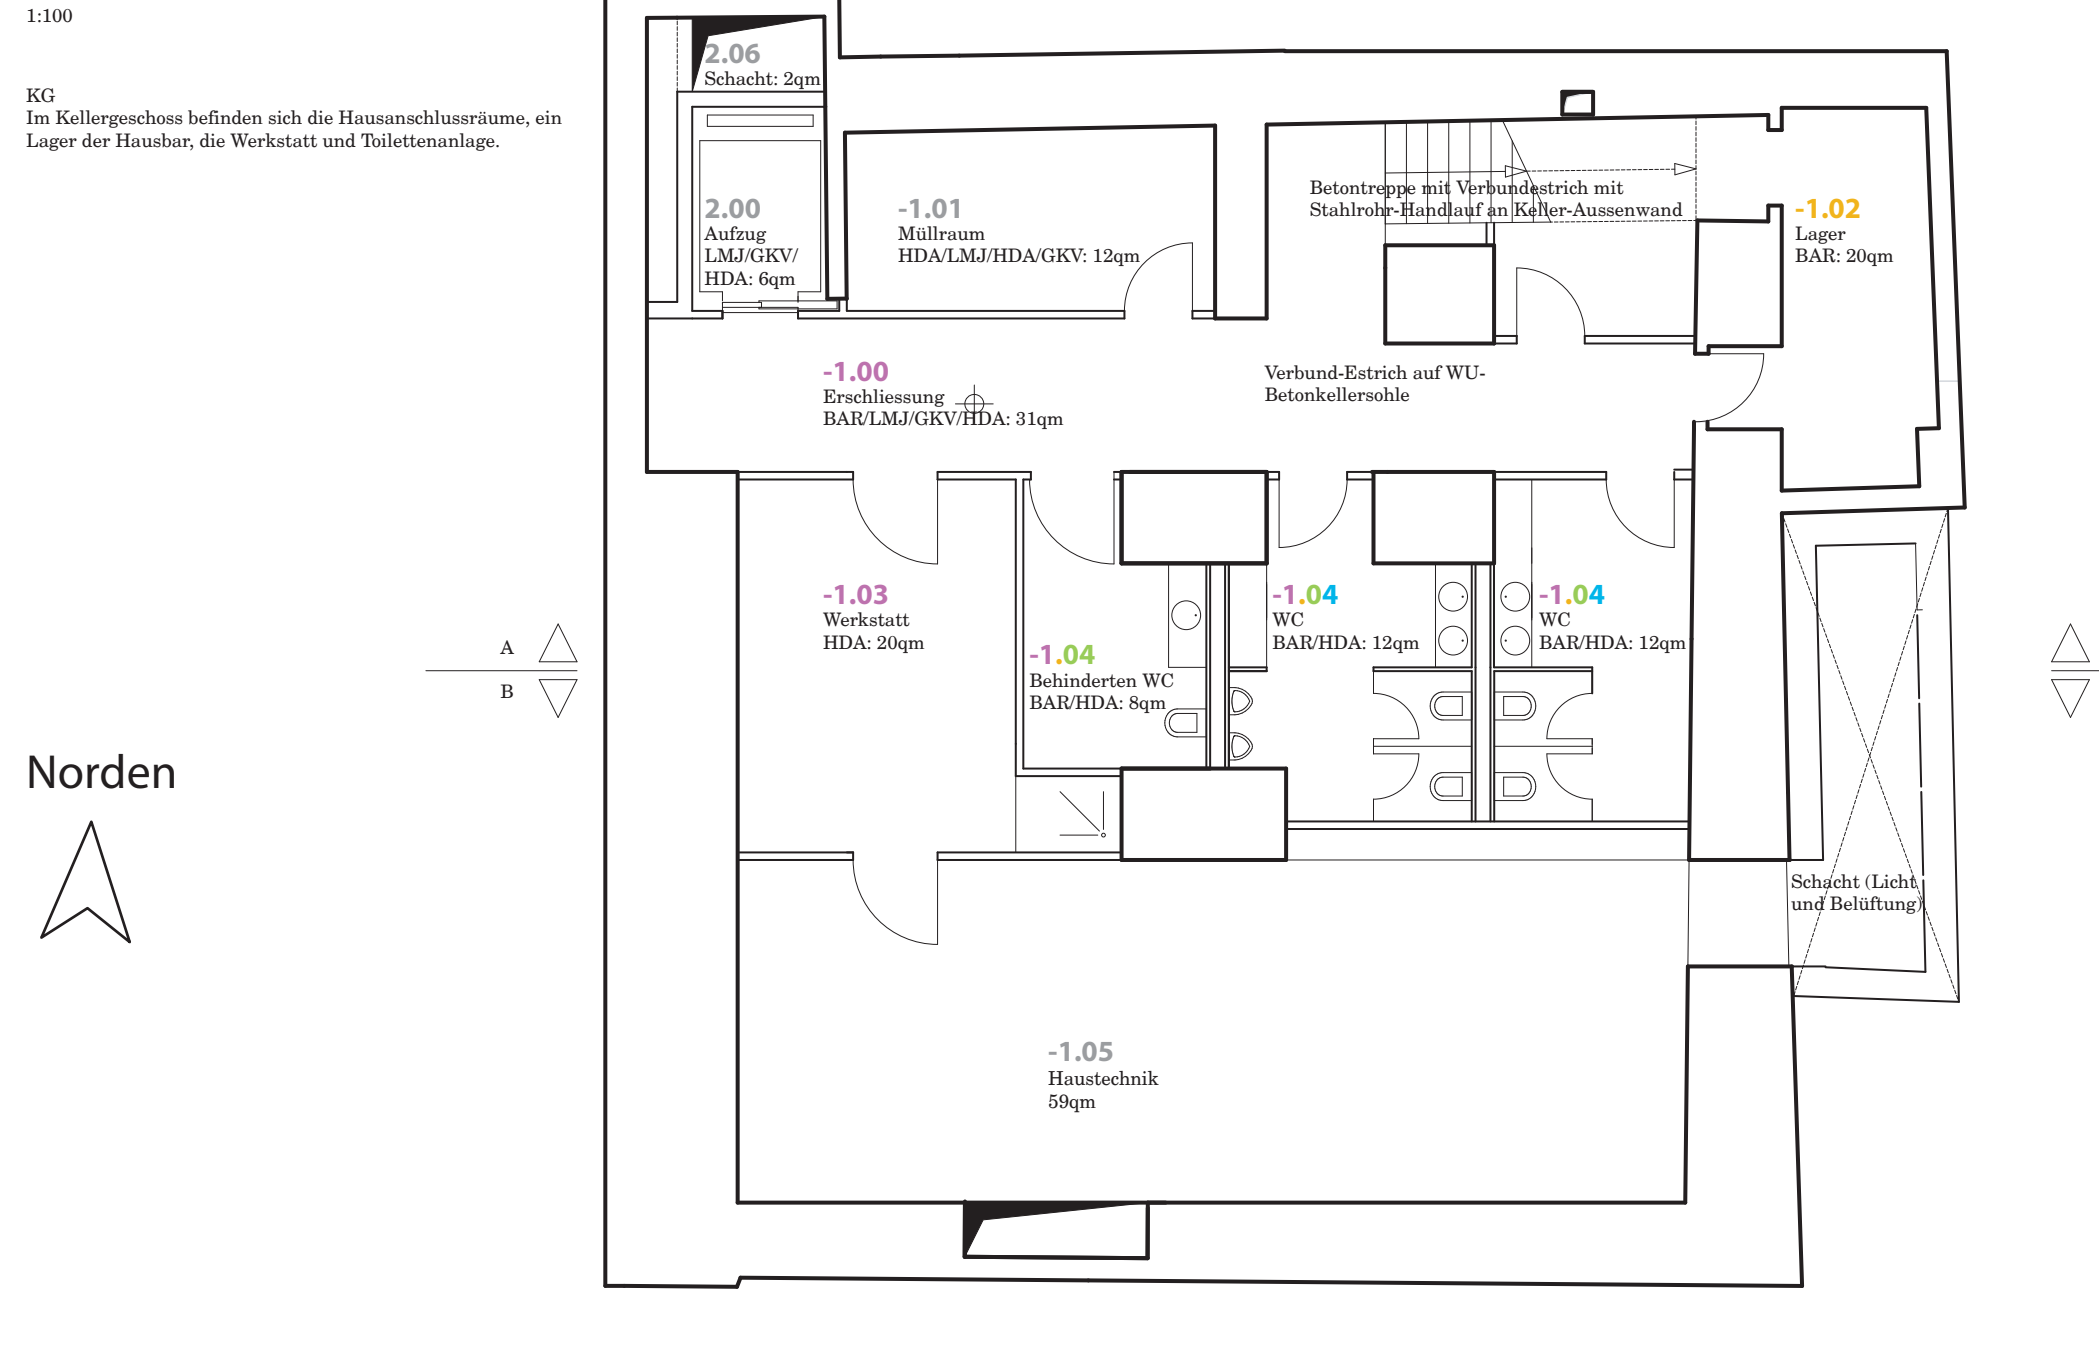 1:100
KG
Im Kellergeschoss befinden sich die Hausanschlussräume, ein
Lager der Hausbar, die Werkstatt und Toilettenanlage.
2.06
Schacht: 2qm
2.00
Aufzug
LMJ/GKV/
HDA: 6qm
-1.01
Müllraum
HDA/LMJ/HDA/GKV: 12qm
Betontreppe mit Verbundestrich mit
Stahlrohr-Handlauf an Keller-Aussenwand
-1.02
Lager
BAR: 20qm
-1.00
Erschliessung
BAR/LMJ/GKV/HDA: 31qm
Verbund-Estrich auf WU-
Betonkellersohle
-1.03
Werkstatt
HDA: 20qm
-1.04
Behinderten WC
BAR/HDA: 8qm
-1.04
WC
BAR/HDA: 12qm
-1.04
WC
BAR/HDA: 12qm
A
B
Norden
Schacht (Licht
und Belüftung)
-1.05
Haustechnik
59qm